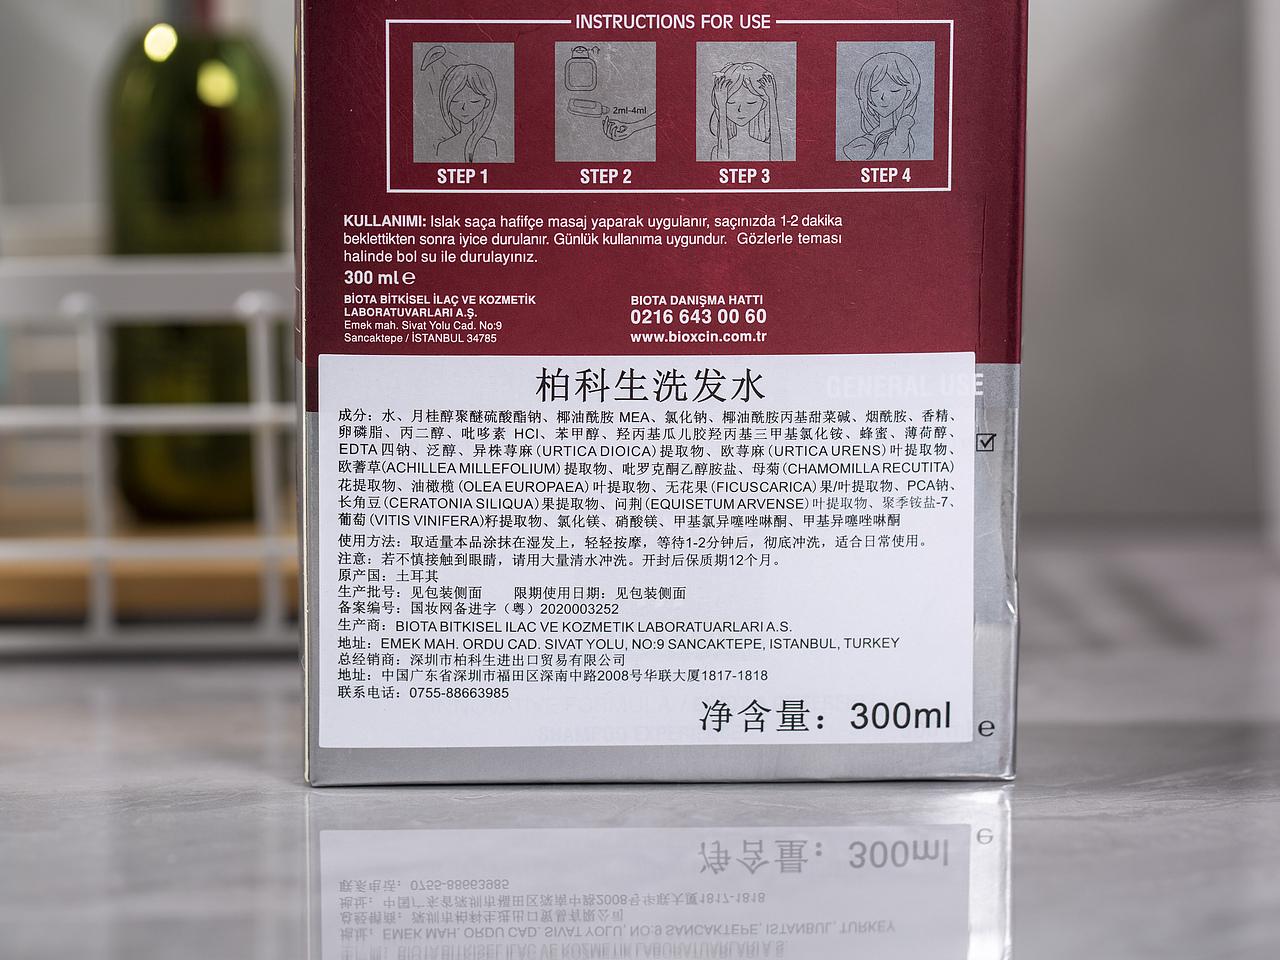 INSTRUCTIONS FOR USE
2ml-4ml
STEP 1 STEP 2 STEP 3 STEP 4
KULLANIMI: Islak saça hafifçe masaj yaparak uygulanır, saçınızda 1-2 dakika
beklettikten sonra iyice durulanır. Günlük kullanıma uygundur. Gözlerle teması
halinde bol su ile durulayınız.
300 ml ℮
BİOTA BİTKİSEL İLAÇ VE KOZMETİK
LABORATUVARLARI A.Ş.
Emek mah. Sivat Yolu Cad. No:9
Sancaktepe / İSTANBUL 34785
BIOTA DANIŞMA HATTI
0216 643 00 60
www.bioxcin.com.tr
GENERAL USE
柏科生洗发水
成分：水、月桂醇聚醚硫酸酯钠、椰油酰胺 MEA、氯化钠、椰油酰胺丙基甜菜碱、烟酰胺、香精、
卵磷脂、丙二醇、吡哆素 HCI、苯甲醇、羟丙基瓜儿胶羟丙基三甲基氯化铵、蜂蜜、薄荷醇、
EDTA 四钠、泛醇、异株荨麻(URTICA DIOICA) 提取物、欧荨麻(URTICA URENS) 叶提取物、
欧蓍草(ACHILLEA MILLEFOLIUM) 提取物、吡罗克酮乙醇胺盐、母菊(CHAMOMILLA RECUTITA)
花提取物、油橄榄 (OLEA EUROPAEA) 叶提取物、无花果(FICUS CARICA) 果/叶提取物、PCA钠、
长角豆(CERATONIA SILIQUA) 果提取物、问荆(EQUISETUM ARVENSE) 叶提取物、聚季铵盐-7、
葡萄(VITIS VINIFERA)籽提取物、氯化镁、硝酸镁、甲基氯异噻唑啉酮、甲基异噻唑啉酮
使用方法：取适量本品涂抹在湿发上，轻轻按摩，等待1-2分钟后，彻底冲洗，适合日常使用。
注意：若不慎接触到眼睛，请用大量清水冲洗。开封后保质期12个月。
原产国：土耳其
生产批号：见包装侧面 限期使用日期：见包装侧面
备案编号：国妆网备进字（粤）2020003252
生产商：BIOTA BITKISEL ILAC VE KOZMETIK LABORATUARLARI A.S.
地址：EMEK MAH. ORDU CAD. SIVAT YOLU, NO:9 SANCAKTEPE, ISTANBUL, TURKEY
总经销商：深圳市柏科生进出口贸易有限公司
地址：中国广东省深圳市福田区深南中路2008号华联大厦1817-1818
联系电话：0755-88663985
净含量：300ml
℮